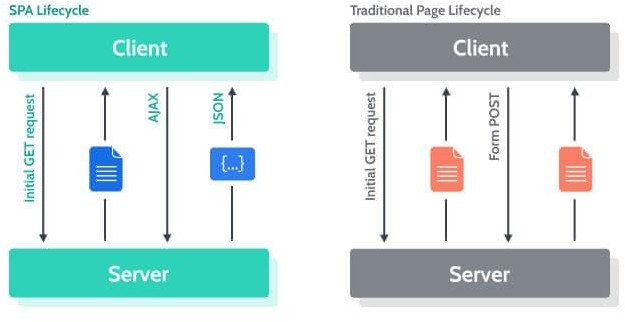 SPA Lifecycle
Client
Initial GET request
AJAX
JSON
{...}
Server
Traditional Page Lifecycle
Client
Initial GET request
Form POST
Server